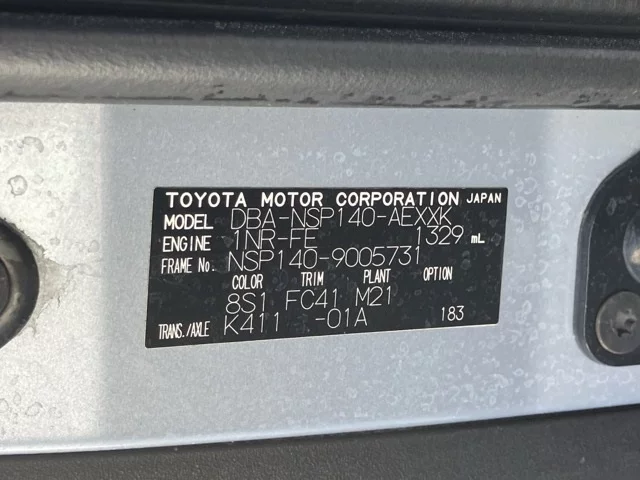 TOYOTA MOTOR CORPORATION JAPAN
MODEL DBA-NSP140-AEXXK
ENGINE 1NR-FE 1329 mL
FRAME No. NSP140-9005731
COLOR TRIM PLANT OPTION
8S1 FC41 M21
TRANS./AXLE K411 -01A 183